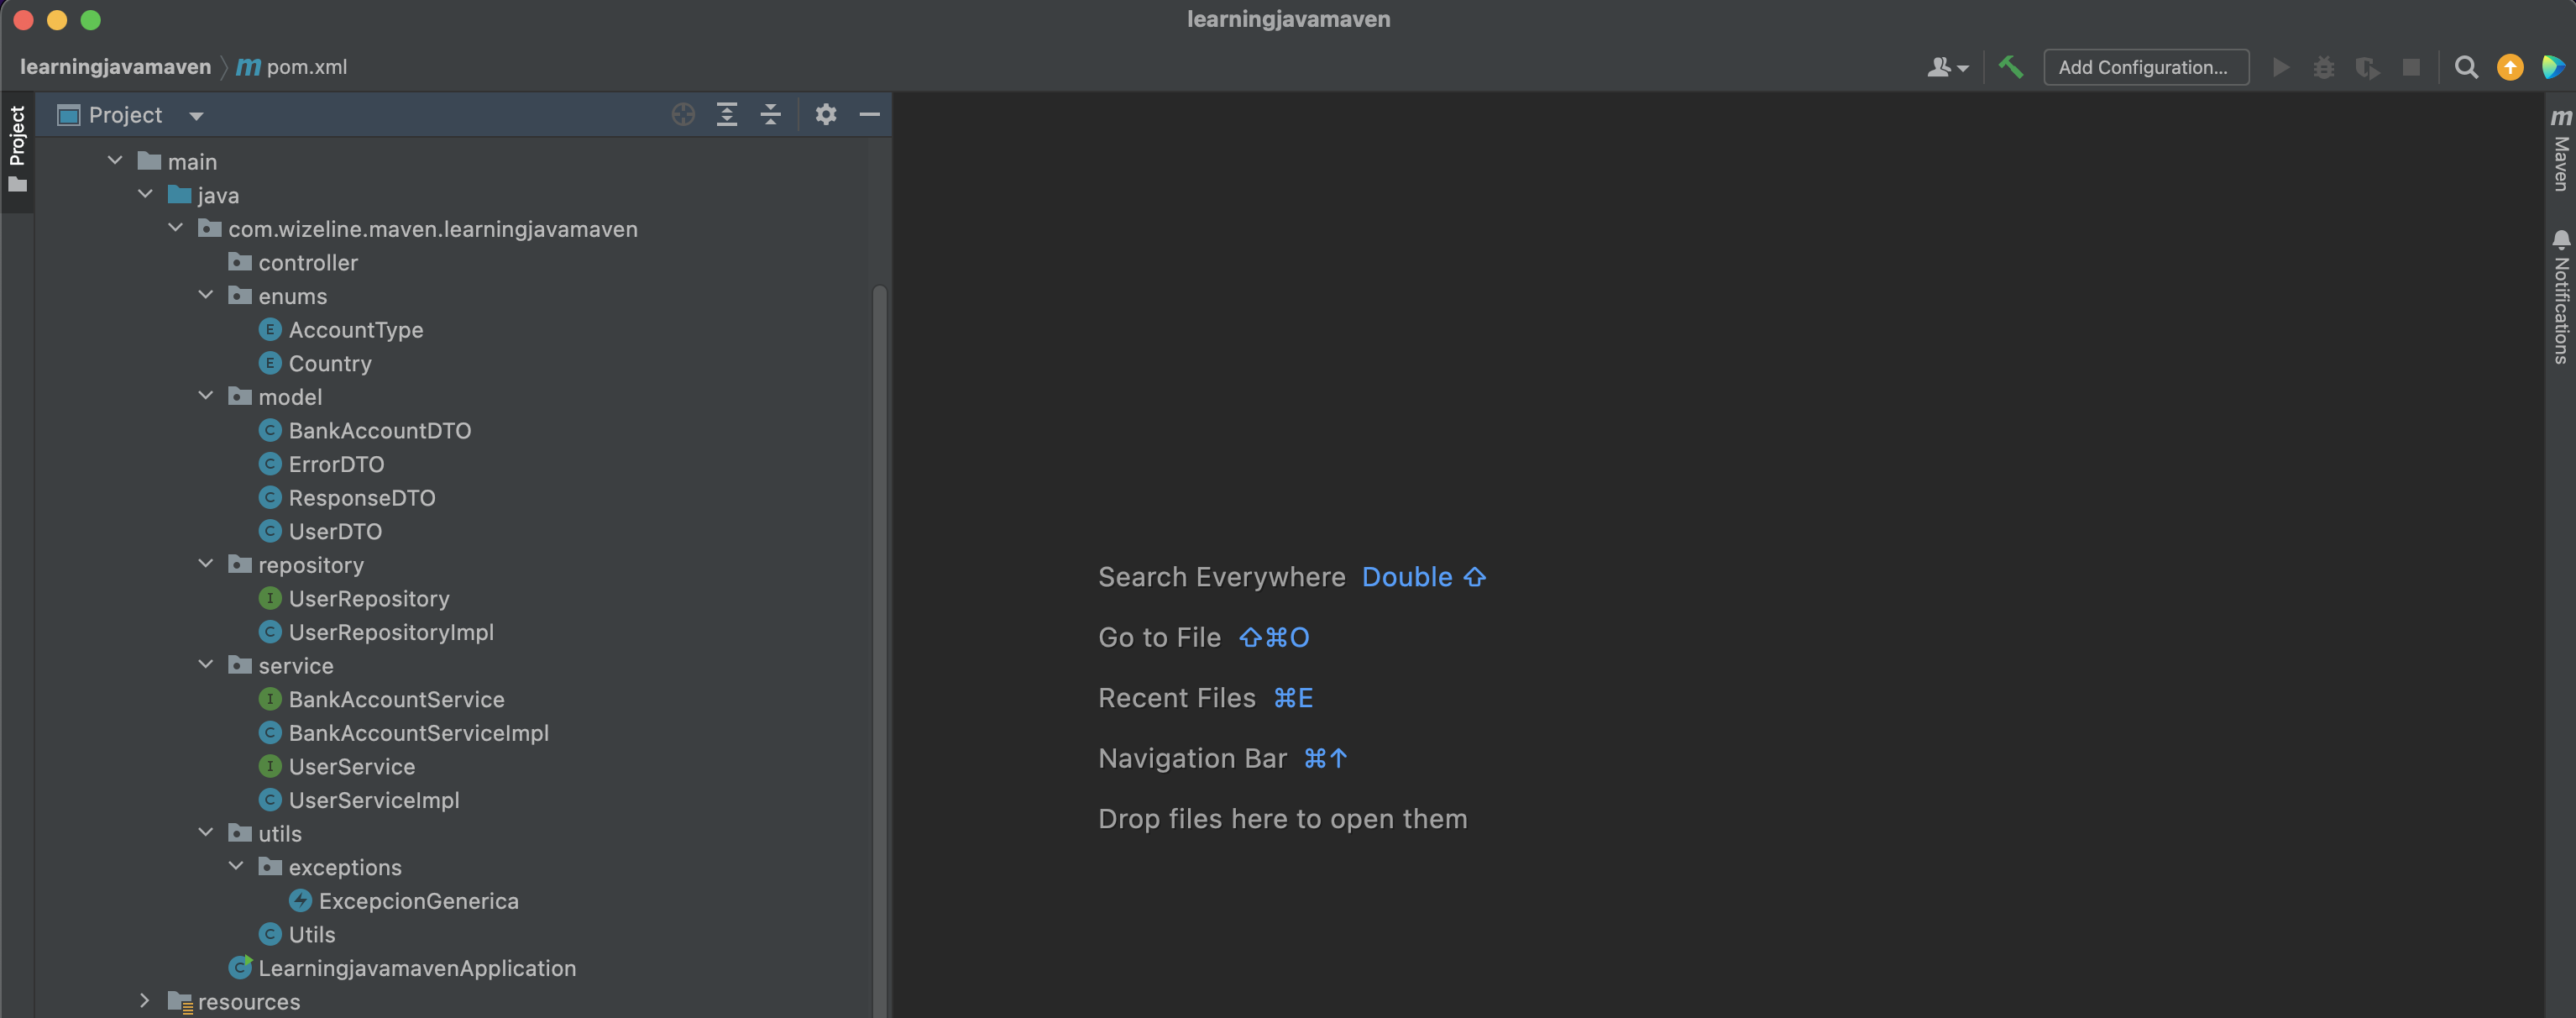 learningjavamaven
learningjavamaven
pom.xml
Add Configuration...
Project
Project
main
java
com.wizeline.maven.learningjavamaven
controller
enums
AccountType
Country
model
BankAccountDTO
ErrorDTO
ResponseDTO
UserDTO
repository
UserRepository
UserRepositoryImpl
service
BankAccountService
BankAccountServiceImpl
UserService
UserServiceImpl
utils
exceptions
ExcepcionGenerica
Utils
LearningjavamavenApplication
resources
Search Everywhere Double ⇧
Go to File ⇧⌘O
Recent Files ⌘E
Navigation Bar ⌘↑
Drop files here to open them
Maven
Notifications